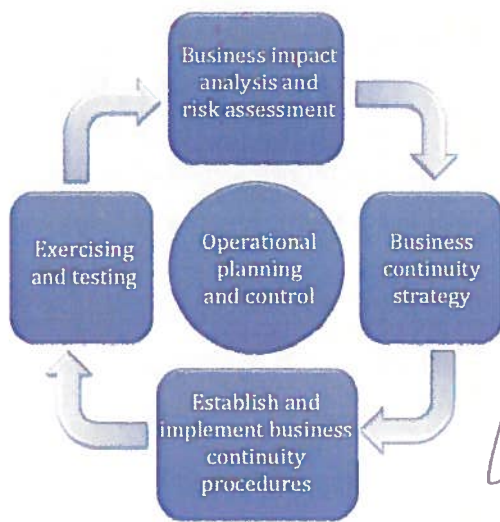 Business impact
analysis and
risk assessment
Exercising
and testing
Operational
planning
and control
Business
continuity
strategy
Establish and
implement business
continuity
procedures